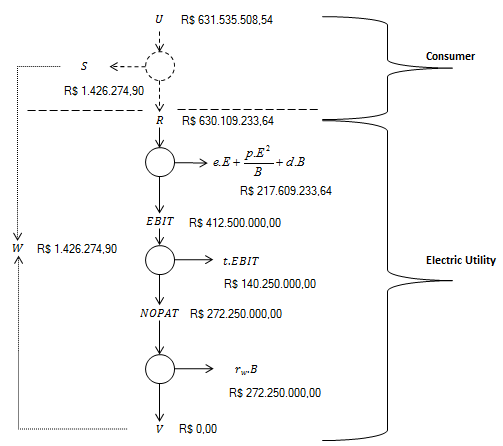 U R$ 631.535.508,54
Consumer
S
R$ 1.426.274,90
R R$ 630.109.233,64
e.E + p.E²/B + d.B
R$ 217.609.233,64
EBIT R$ 412.500.000,00
W R$ 1.426.274,90
t.EBIT
Electric Utility
R$ 140.250.000,00
NOPAT R$ 272.250.000,00
r_w.B
R$ 272.250.000,00
V R$ 0,00